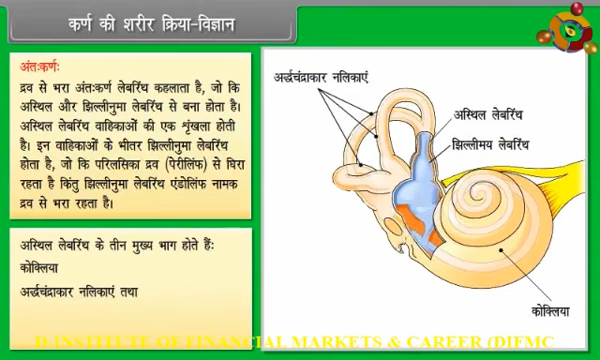 कर्ण की शरीर क्रिया-विज्ञान
अंतःकर्णः
द्रव से भरा अंतःकर्ण लेबरिंथ कहलाता है, जो कि
अस्थिल और झिल्लीनुमा लेबरिंथ से बना होता है।
अस्थिल लेबरिंथ वाहिकाओं की एक शृंखला होती
है। इन वाहिकाओं के भीतर झिल्लीनुमा लेबरिंथ
होता है, जो कि परिलसिका द्रव (पेरीलिंफ) से घिरा
रहता है किंतु झिल्लीनुमा लेबरिंथ एंडोलिंफ नामक
द्रव से भरा रहता है।
अस्थिल लेबरिंथ के तीन मुख्य भाग होते हैंः
कोक्लिया
अर्द्धचंद्राकार नलिकाएं तथा
अर्द्धचंद्राकार नलिकाएं
अस्थिल लेबरिंथ
झिल्लीमय लेबरिंथ
कोक्लिया
D INSTITUTE OF FINANCIAL MARKETS & CAREER (DIFMC